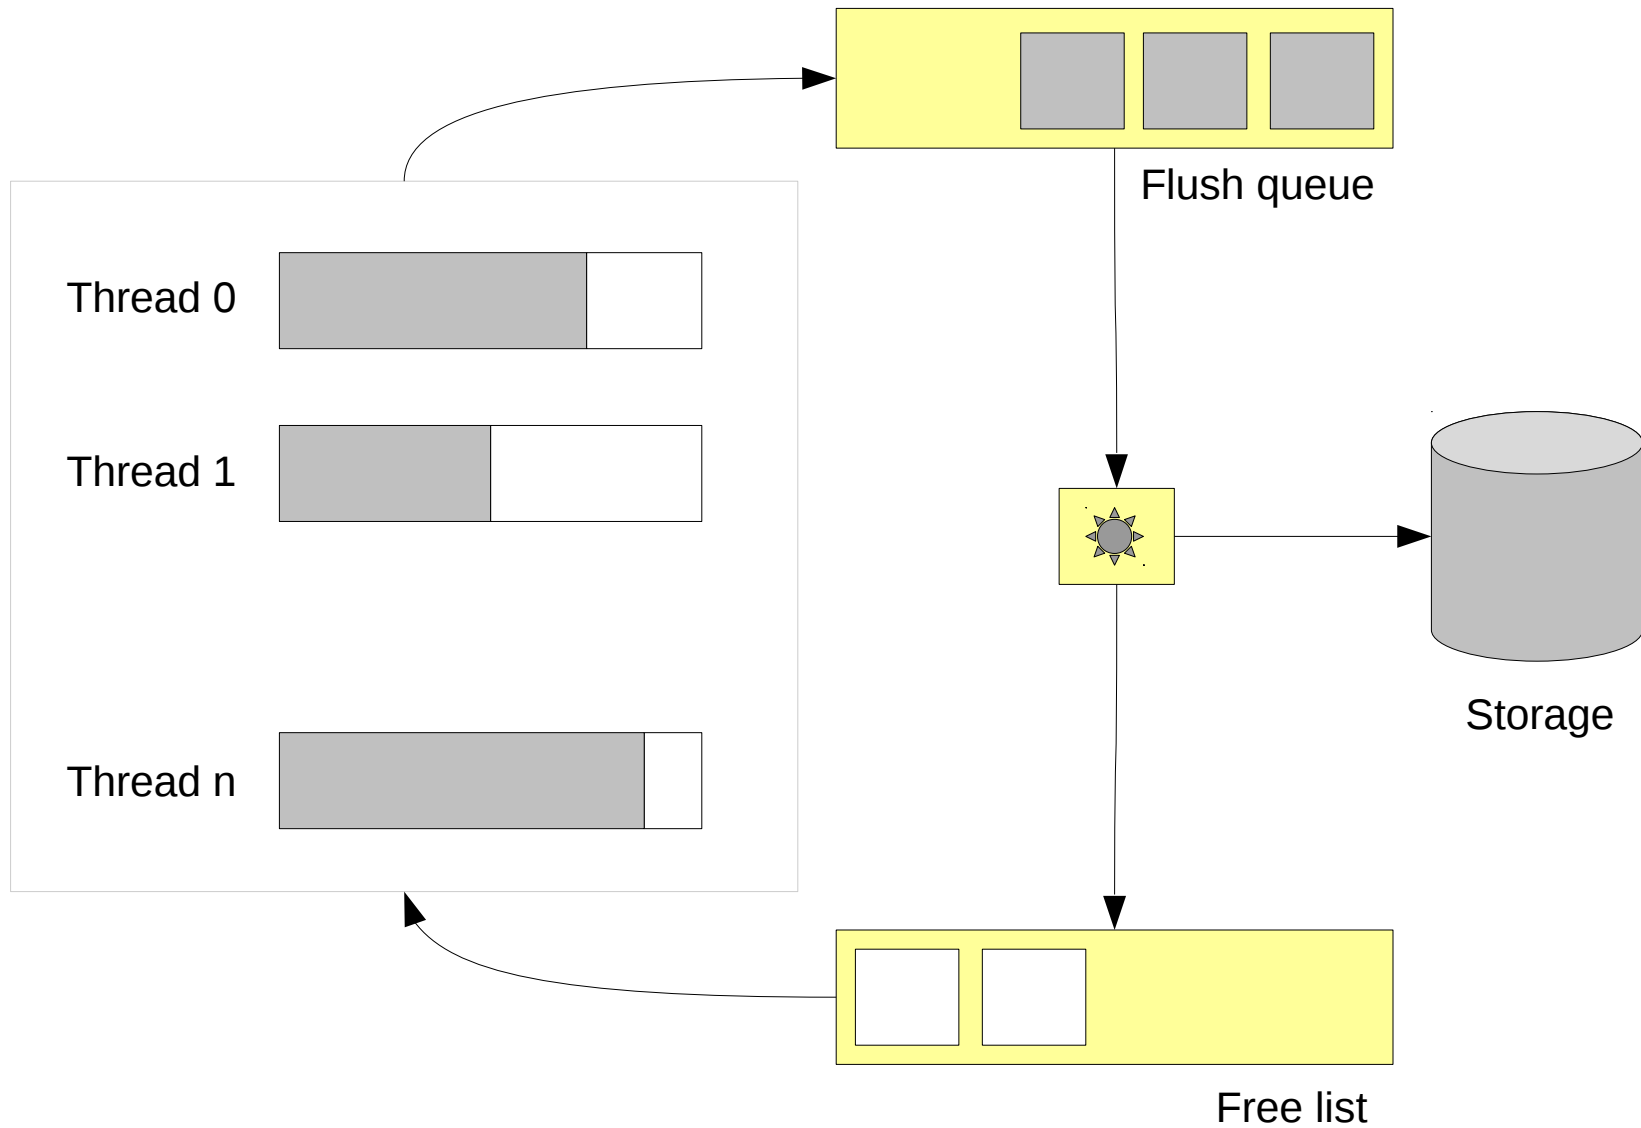 Flush queue
Thread 0
Thread 1
Storage
Thread n
Free list